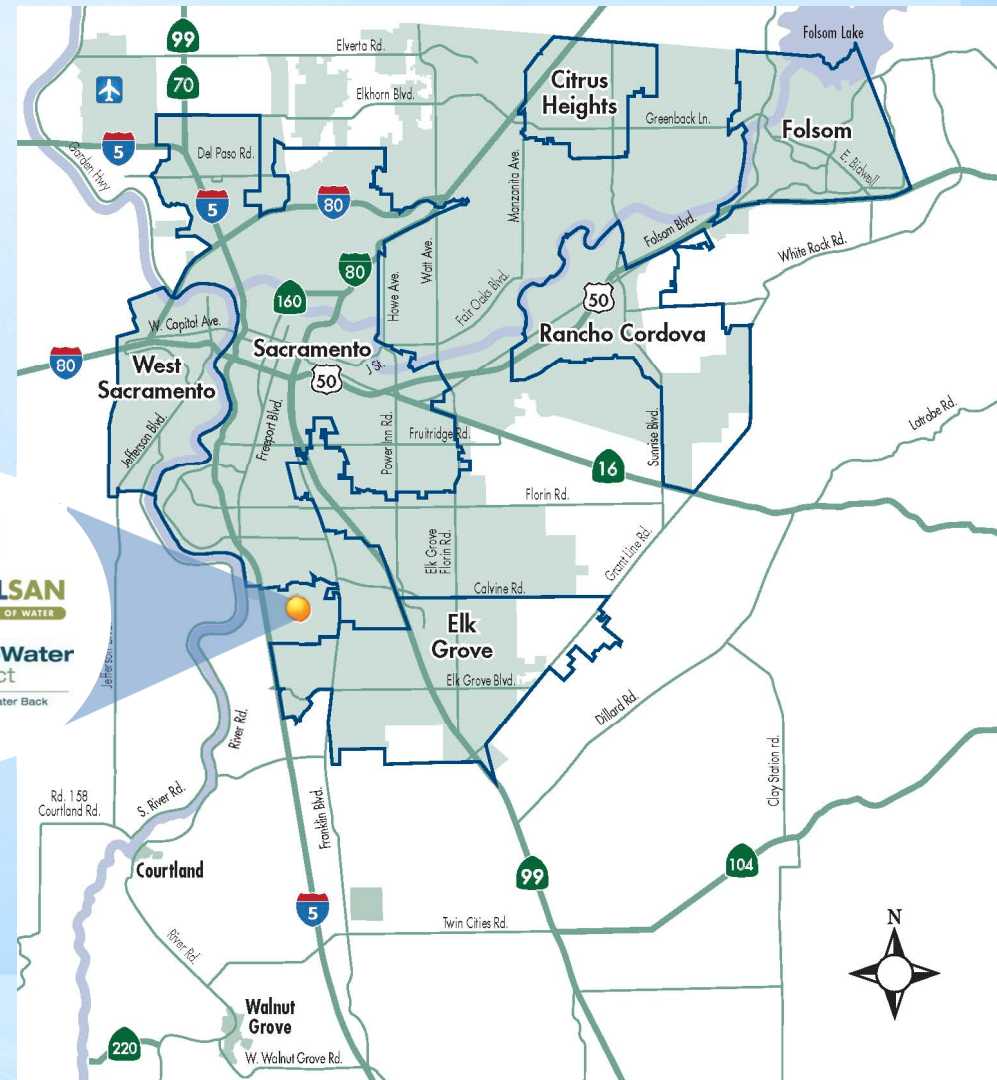 99
Folsom Lake
Elverta Rd.
70
Citrus
Heights
Elkhorn Blvd.
Greenback Ln.
Folsom
5
Del Paso Rd.
Garden Hwy
E. Bidwell
Manzanita Ave.
5
80
Folsom Blvd.
White Rock Rd.
Watt Ave.
80
160
Howe Ave.
Fair Oaks Blvd.
50
W. Capitol Ave.
Rancho Cordova
Sacramento
J St.
80
West
Sacramento
50
Jefferson Blvd.
Freeport Blvd.
Power Inn Rd.
Fruitridge Rd.
Sunrise Blvd.
Latrobe Rd.
16
Florin Rd.
Elk Grove
Florin Rd.
Grant Line Rd.
LSAN
OF WATER
Calvine Rd.
Elk
Grove
Water
ct
Jefferson
ater Back
Elk Grove Blvd.
River Rd.
Dillard Rd.
Clay Station rd.
Rd. 158
Courtland Rd.
S. River Rd.
Franklin Blvd.
Courtland
99
104
5
Twin Cities Rd.
N
River Rd.
Walnut
Grove
220
W. Walnut Grove Rd.